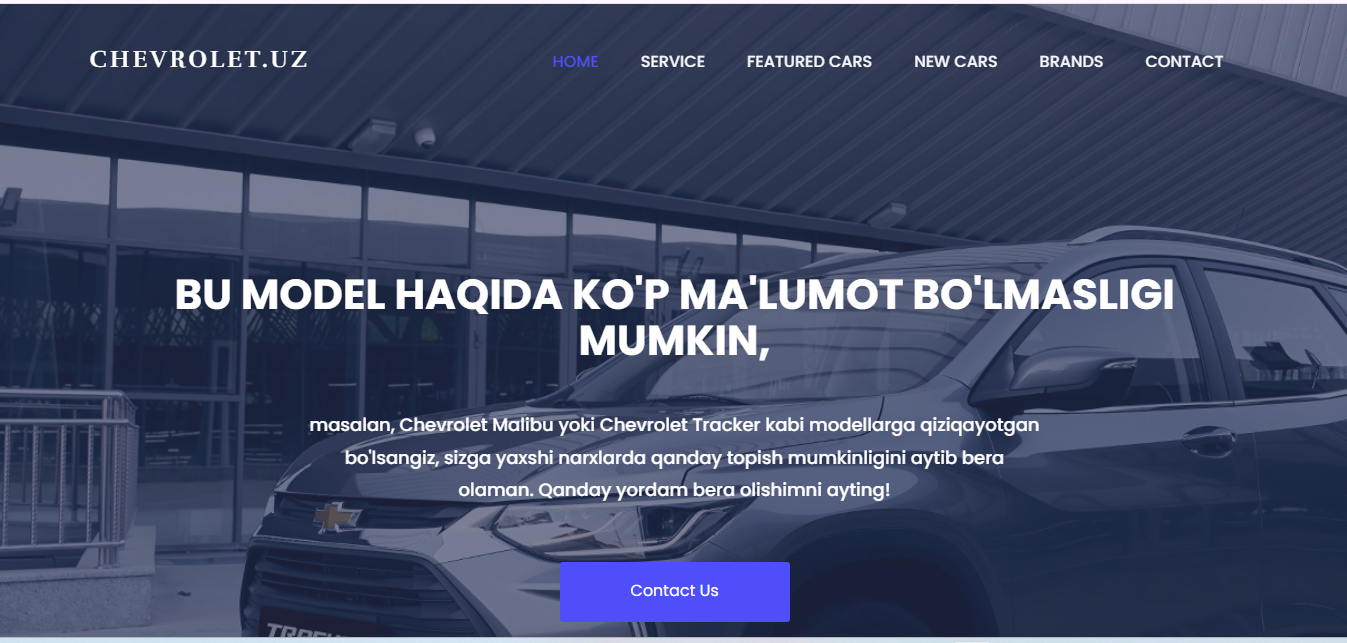 CHEVROLET.UZ
HOME SERVICE FEATURED CARS NEW CARS BRANDS CONTACT
BU MODEL HAQIDA KO'P MA'LUMOT BO'LMASLIGI
MUMKIN,
masalan, Chevrolet Malibu yoki Chevrolet Tracker kabi modellarga qiziqayotgan
bo'lsangiz, sizga yaxshi narxlarda qanday topish mumkinligini aytib bera
olaman. Qanday yordam bera olishimni ayting!
Contact Us